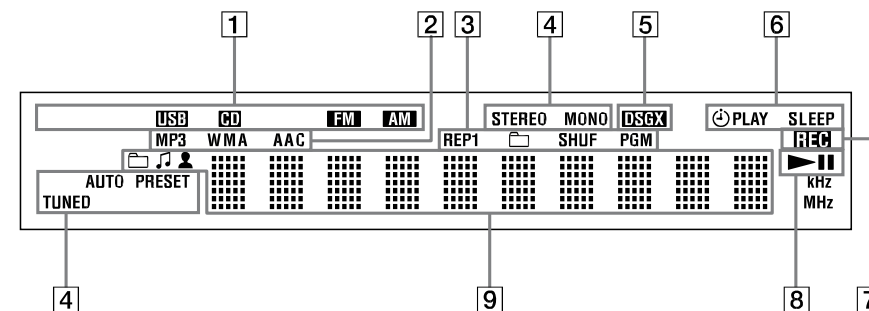 1 2 3 4 5 6
USB CD FM AM STEREO MONO DSGX PLAY SLEEP
MP3 WMA AAC REP1 SHUF PGM REC
AUTO PRESET kHz
TUNED MHz
4 9 8 7